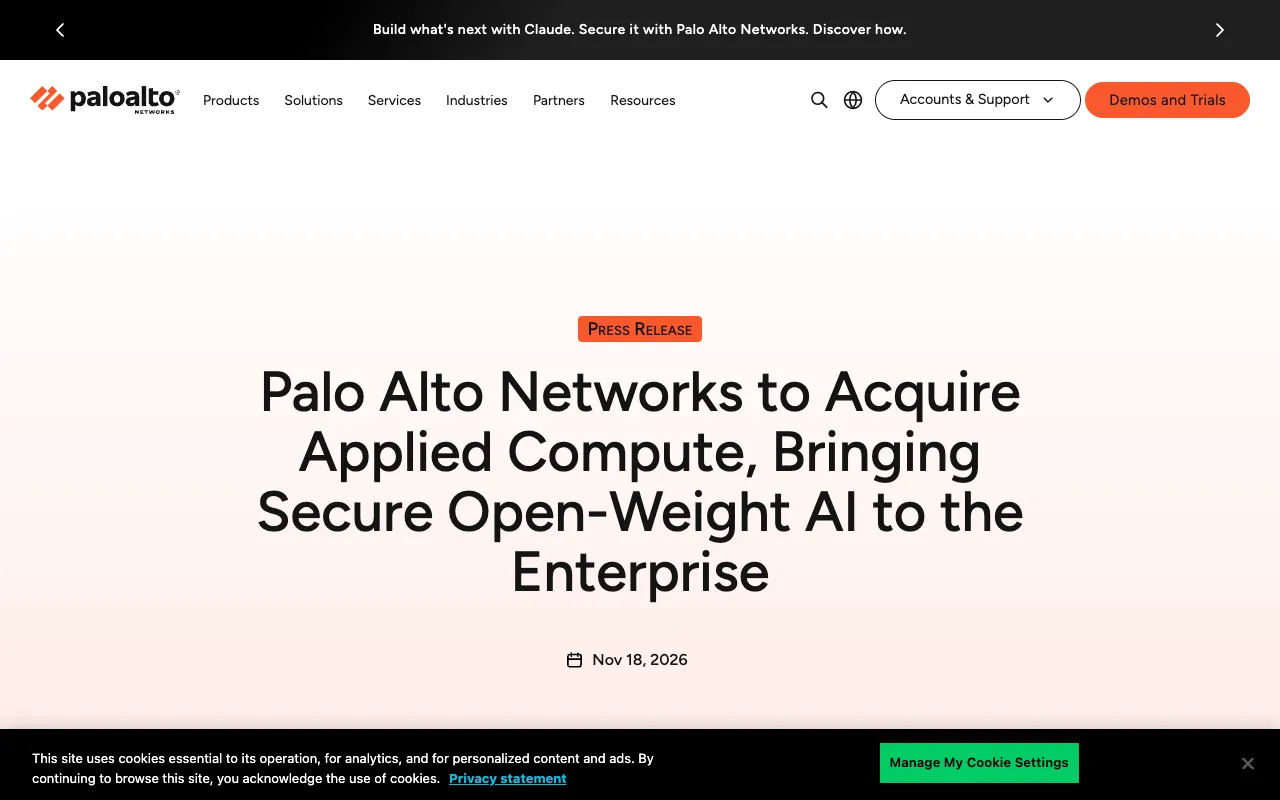 Build what's next with Claude. Secure it with Palo Alto Networks. Discover how.
paloalto
NETWORKS
Products
Solutions
Services
Industries
Partners
Resources
Accounts & Support
Demos and Trials
Press Release
Palo Alto Networks to Acquire
Applied Compute, Bringing
Secure Open-Weight AI to the
Enterprise
Nov 18, 2026
This site uses cookies essential to its operation, for analytics, and for personalized content and ads. By
continuing to browse this site, you acknowledge the use of cookies. Privacy statement
Manage My Cookie Settings